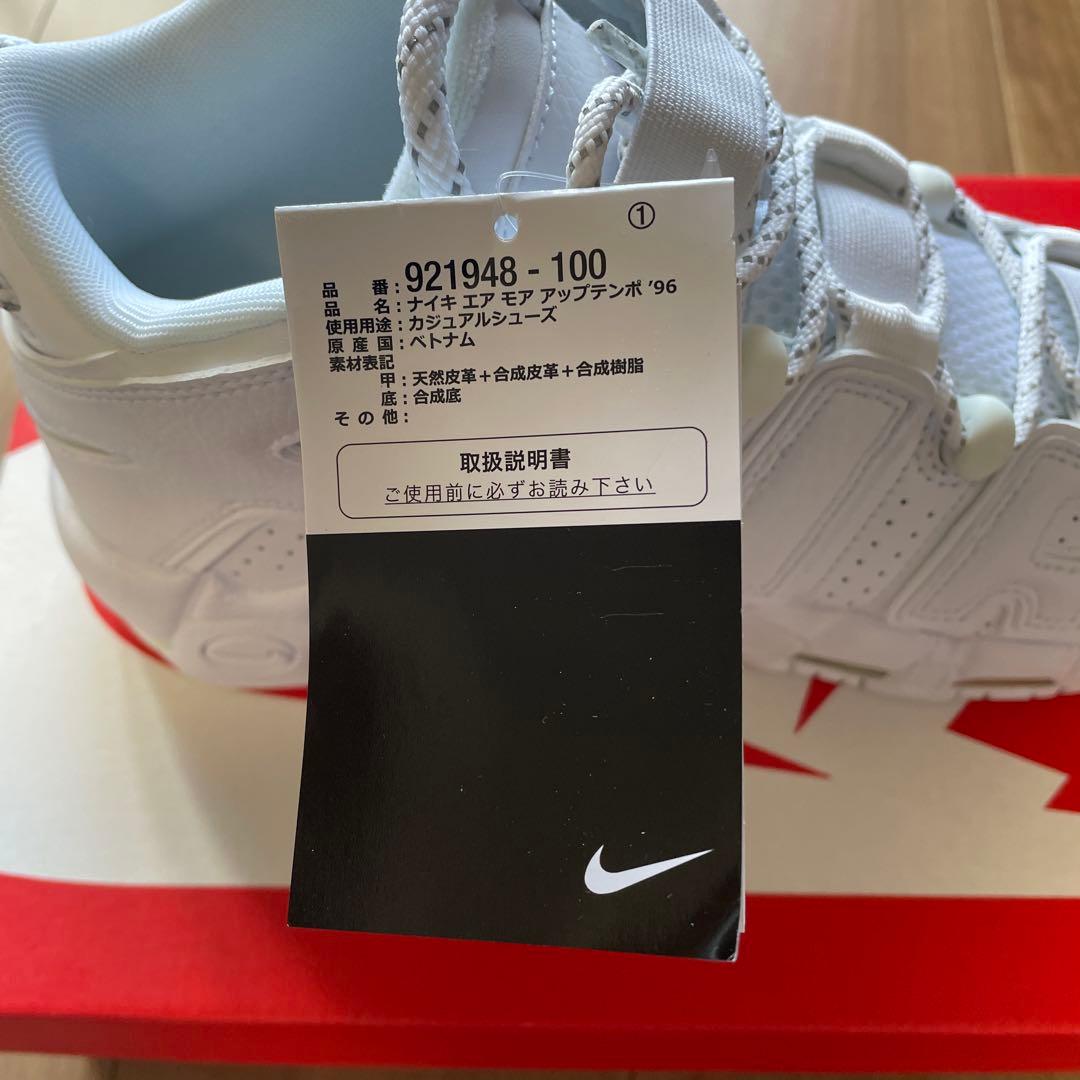 ①
品番:921948-100
品名:ナイキ エア モア アップテンポ '96
使用用途:カジュアルシューズ
原産国:ベトナム
素材表記
甲:天然皮革+合成皮革+合成樹脂
底:合成底
その他:
取扱説明書
ご使用前に必ずお読み下さい